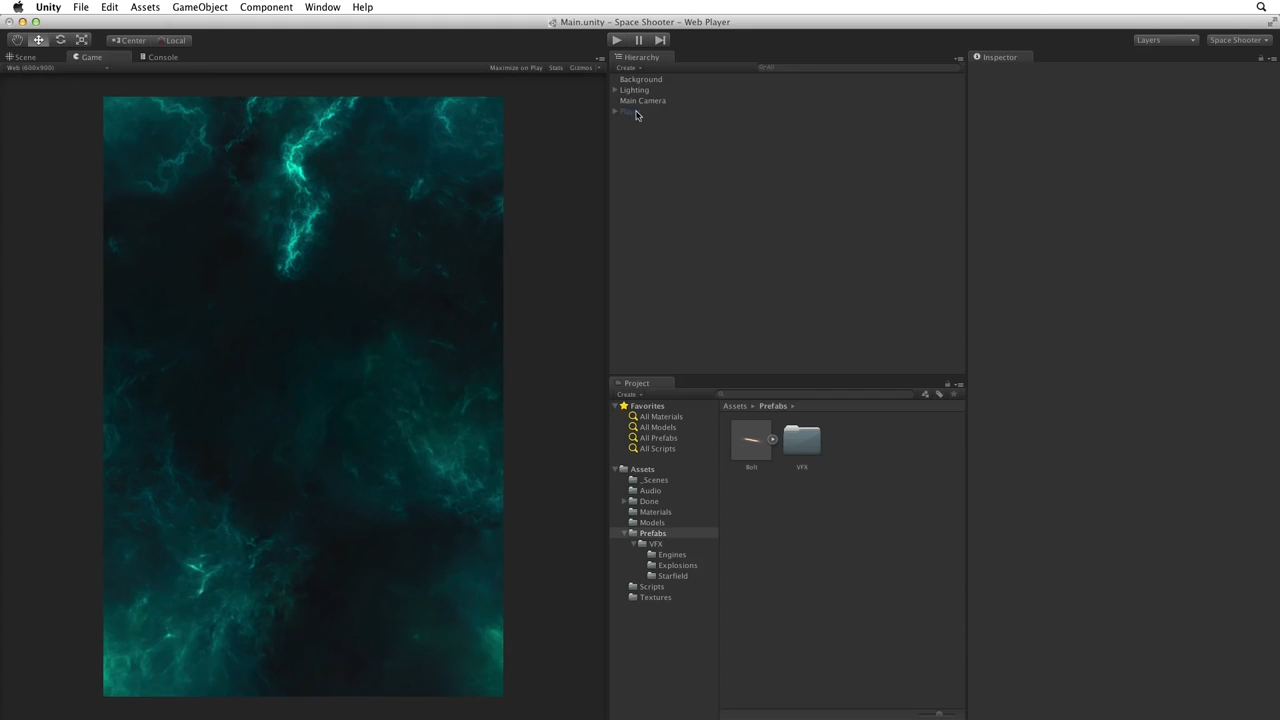 Unity File Edit Assets GameObject Component Window Help
Main.unity – Space Shooter – Web Player
Center Local Layers Space Shooter
Scene Game Console Hierarchy Inspector
Web (600x900) Maximize on Play Stats Gizmos Create All
Background
Lighting
Main Camera
Project
Create
Favorites
All Materials
All Models
All Prefabs
All Scripts
Assets
_Scenes
Audio
Done
Materials
Models
Prefabs
VFX
Engines
Explosions
Starfield
Scripts
Textures
Assets Prefabs
Bolt VFX